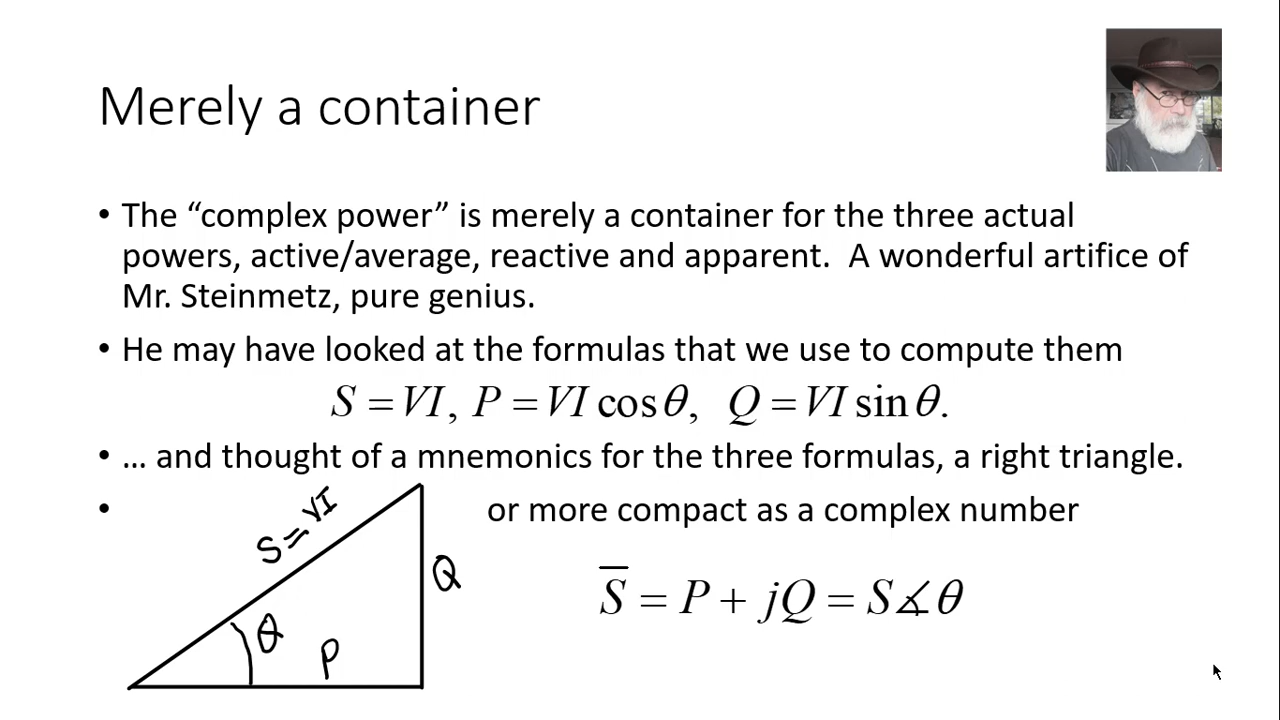 Merely a container
• The “complex power” is merely a container for the three actual
powers, active/average, reactive and apparent.  A wonderful artifice of
Mr. Steinmetz, pure genius.
• He may have looked at the formulas that we use to compute them
S = VI, P = VI cos θ, Q = VI sin θ.
• … and thought of a mnemonics for the three formulas, a right triangle.
• or more compact as a complex number
S = VI
Q
θ
P
S̅ = P + jQ = S∡θ